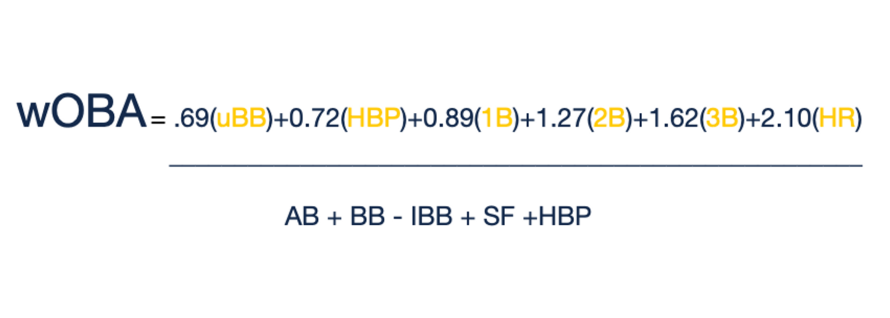 wOBA = .69(uBB)+0.72(HBP)+0.89(1B)+1.27(2B)+1.62(3B)+2.10(HR)
AB + BB - IBB + SF +HBP